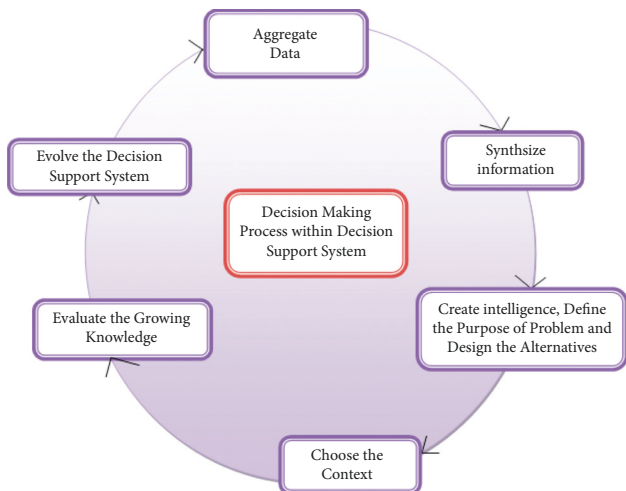 Aggregate
Data
Synthsize
information
Create intelligence, Define
the Purpose of Problem and
Design the Alternatives
Choose the
Context
Evaluate the Growing
Knowledge
Evolve the Decision
Support System
Decision Making
Process within Decision
Support System